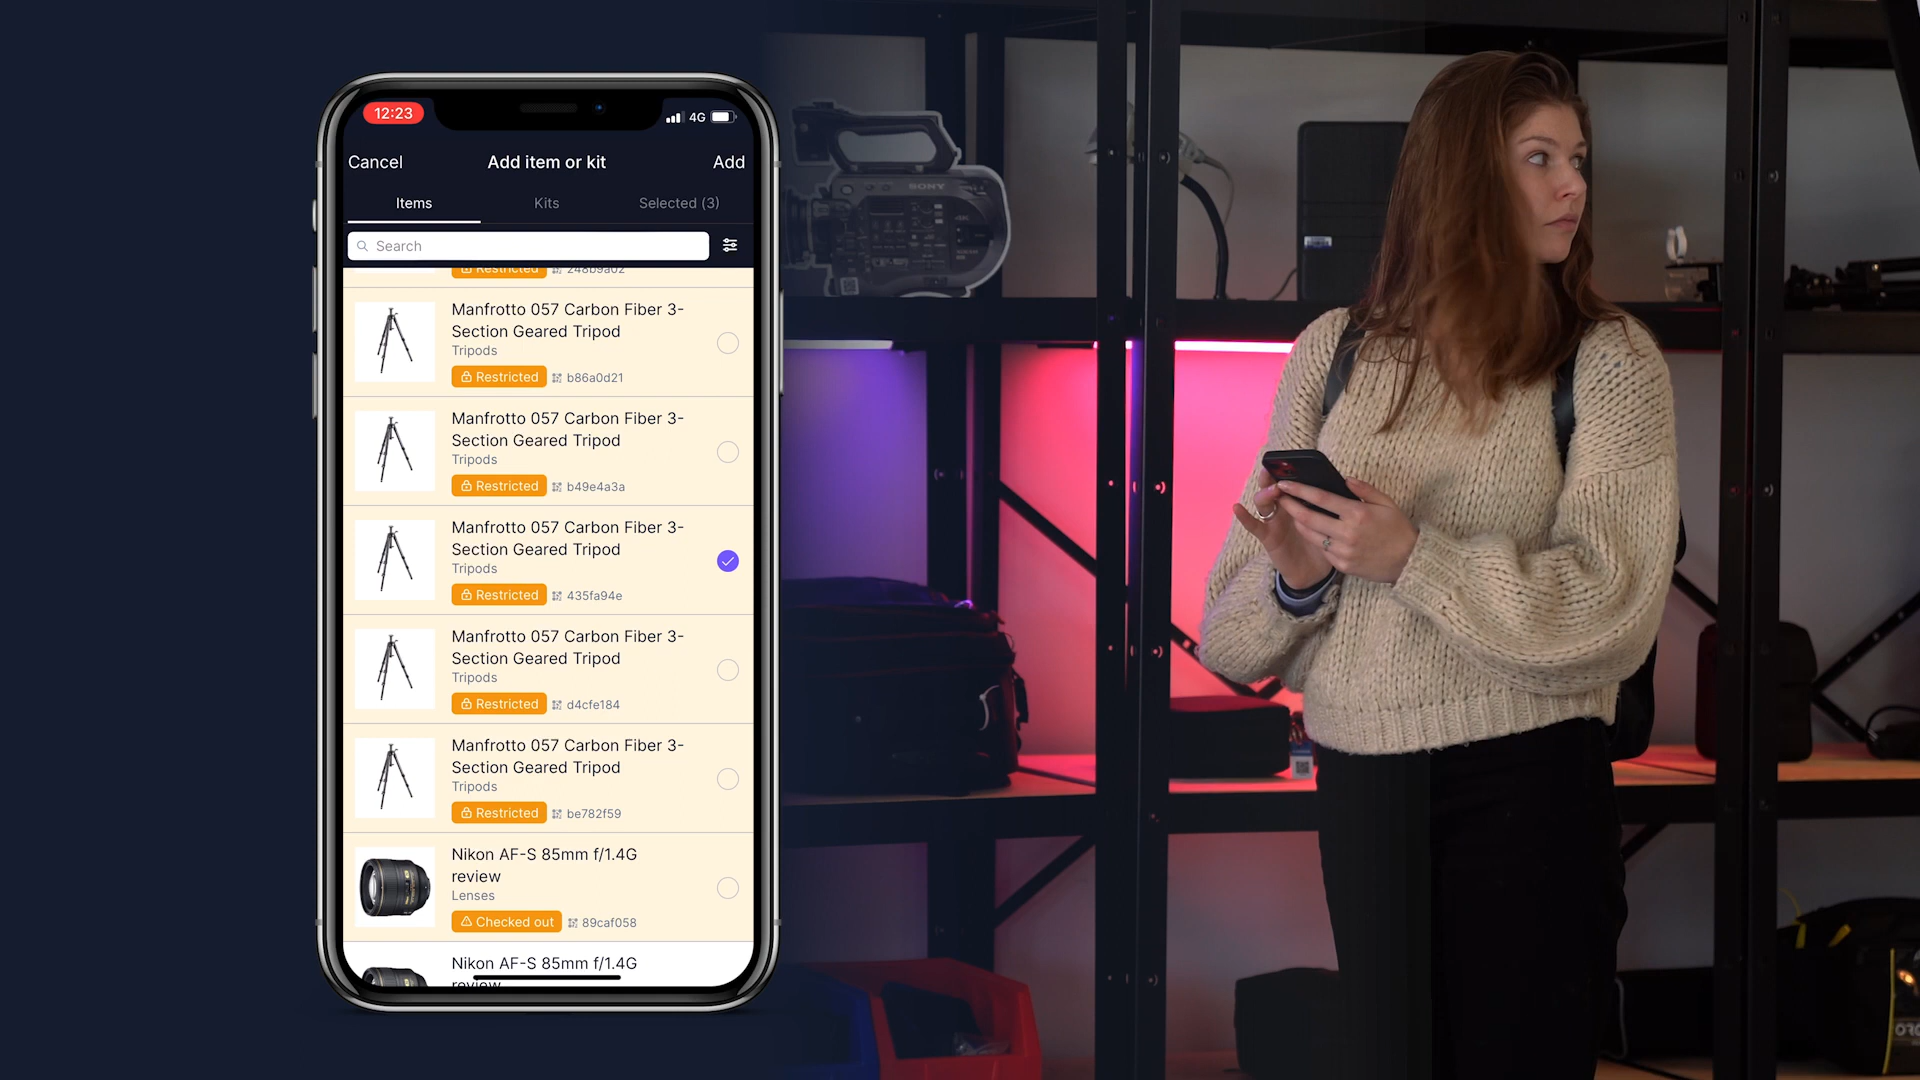 12:23
4G
Cancel
Add item or kit
Add
Items
Kits
Selected (3)
Search
Restricted
248b9a02
Manfrotto 057 Carbon Fiber 3-
Section Geared Tripod
Tripods
Restricted
b86a0d21
Manfrotto 057 Carbon Fiber 3-
Section Geared Tripod
Tripods
Restricted
b49e4a3a
Manfrotto 057 Carbon Fiber 3-
Section Geared Tripod
Tripods
Restricted
435fa94e
Manfrotto 057 Carbon Fiber 3-
Section Geared Tripod
Tripods
Restricted
d4cfe184
Manfrotto 057 Carbon Fiber 3-
Section Geared Tripod
Tripods
Restricted
be782f59
Nikon AF-S 85mm f/1.4G
review
Lenses
Checked out
89caf058
Nikon AF-S 85mm f/1.4G
review
SONY